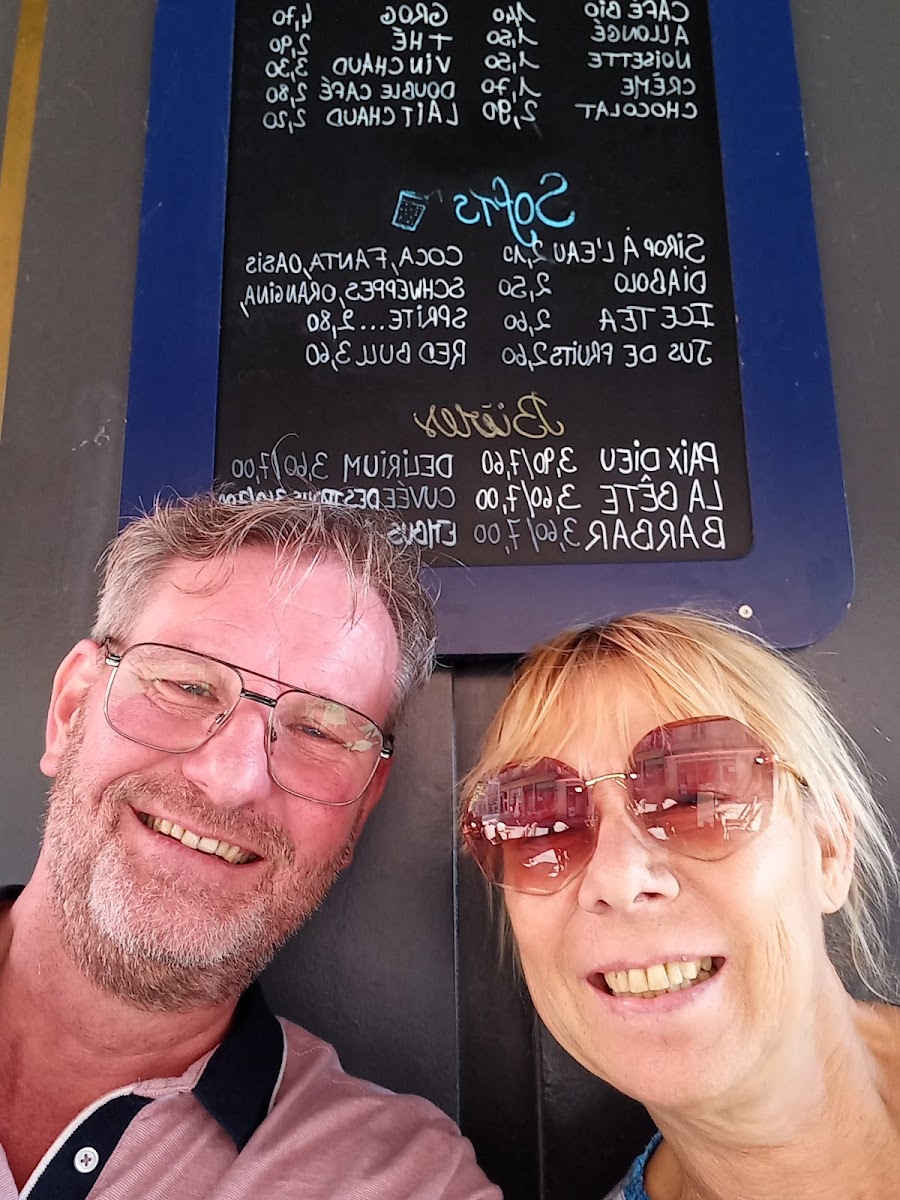 CAFÉ BIO 1,40 GROG 4,70
ALLONGÉ 1,50 THÉ 2,90
NOISETTE 1,50 VIN CHAUD 3,30
CRÈME 1,70 DOUBLE CAFÉ 2,80
CHOCOLAT 2,90 LAIT CHAUD 2,20
Softs
SIROP À L'EAU 2,10 COCA, FANTA, OASIS
DIABOLO 2,50 SCHWEPPES, ORANGINA,
ICE TEA 2,60 SPRITE... 2,80
JUS DE FRUITS 2,60 RED BULL 3,60
Bières
PAIX DIEU 3,90/7,60 DELIRIUM 3,60/7,00
LA BÊTE 3,60/7,00 CUVÉE DES
BARBAR 3,60/7,00